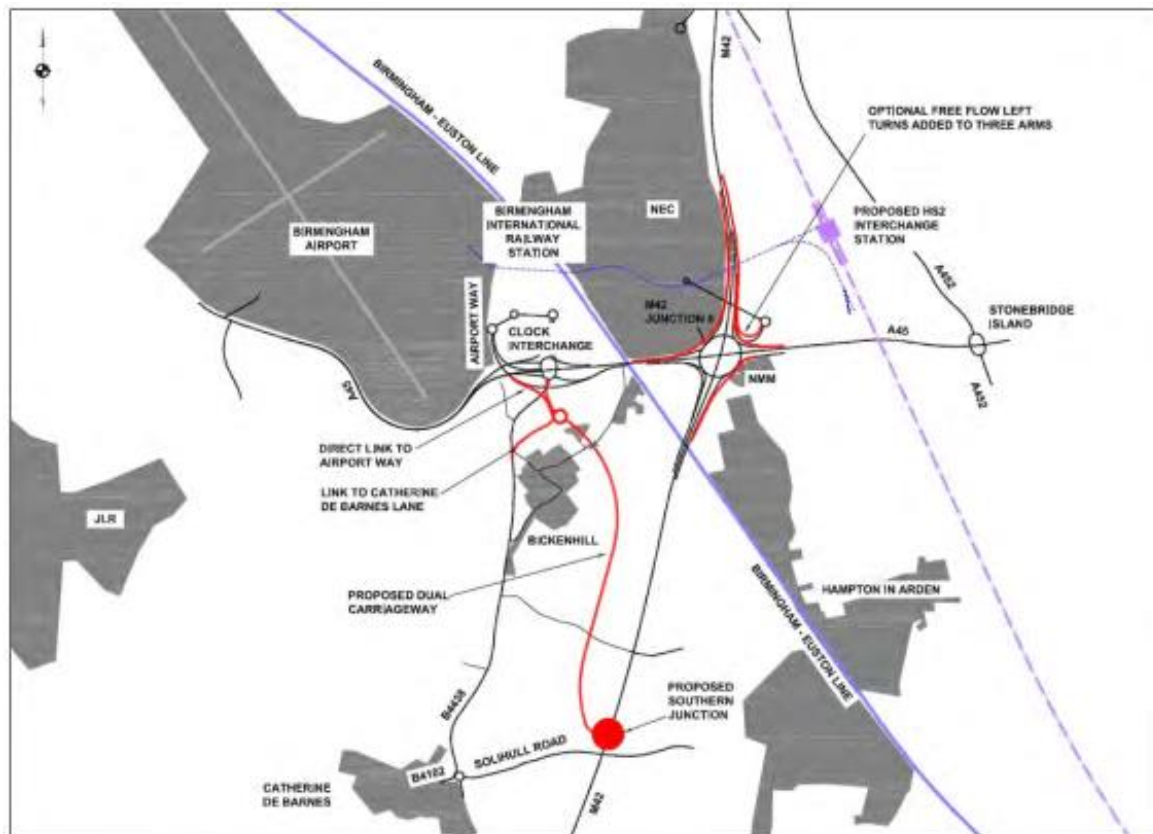 M42
BIRMINGHAM - EUSTON LINE
OPTIONAL FREE FLOW LEFT
TURNS ADDED TO THREE ARMS
BIRMINGHAM
INTERNATIONAL
RAILWAY
STATION
NEC
PROPOSED HS2
INTERCHANGE
STATION
BIRMINGHAM
AIRPORT
A452
AIRPORT WAY
M42
JUNCTION 6
STONEBRIDGE
ISLAND
CLOCK
INTERCHANGE
A45
NMM
A452
A45
DIRECT LINK TO
AIRPORT WAY
LINK TO CATHERINE
DE BARNES LANE
JLR
BICKENHILL
PROPOSED DUAL
CARRIAGEWAY
HAMPTON IN ARDEN
BIRMINGHAM - EUSTON LINE
B4438
PROPOSED
SOUTHERN
JUNCTION
SOLIHULL ROAD
B4102
CATHERINE
DE BARNES
M42